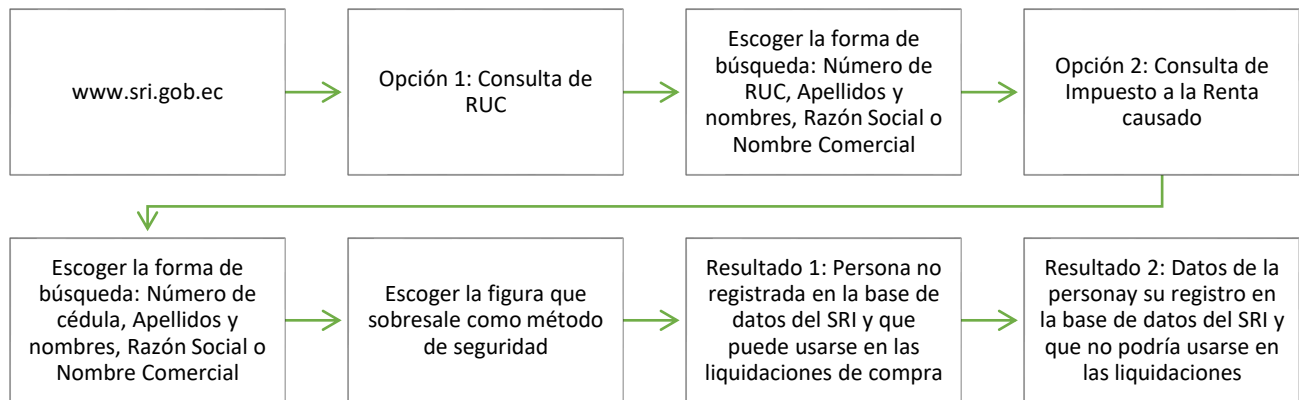 www.sri.gob.ec
Opción 1: Consulta de
RUC
Escoger la forma de
búsqueda: Número de
RUC, Apellidos y
nombres, Razón Social o
Nombre Comercial
Opción 2: Consulta de
Impuesto a la Renta
causado
Escoger la forma de
búsqueda: Número de
cédula, Apellidos y
nombres, Razón Social o
Nombre Comercial
Escoger la figura que
sobresale como método
de seguridad
Resultado 1: Persona no
registrada en la base de
datos del SRI y que
puede usarse en las
liquidaciones de compra
Resultado 2: Datos de la
personay su registro en
la base de datos del SRI y
que no podría usarse en
las liquidaciones